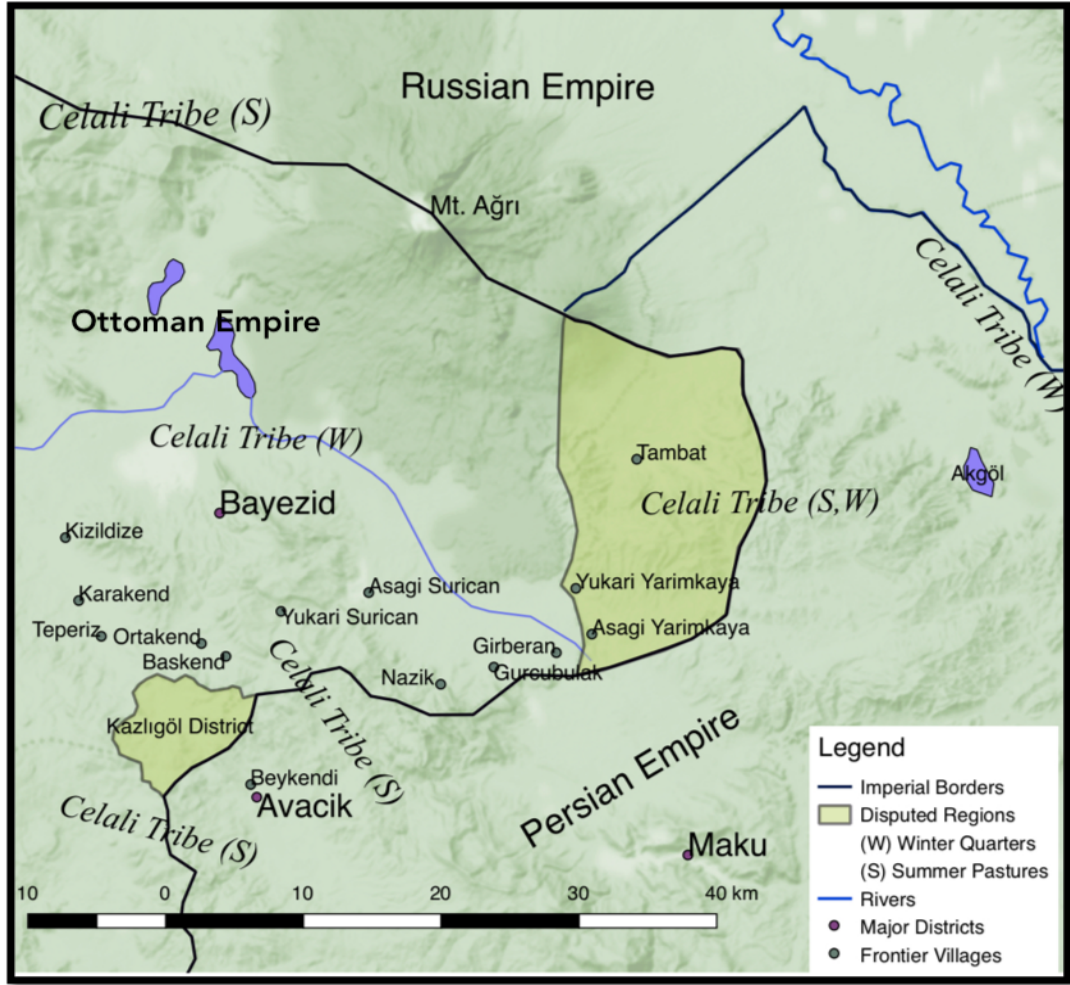 Russian Empire
Celali Tribe (S)
Mt. Ağrı
Celali Tribe (W)
Ottoman Empire
Celali Tribe (W)
Tambat
Akgöl
Celali Tribe (S,W)
Bayezid
Kizildize
Asagi Surican
Yukari Yarimkaya
Karakend
Yukari Surican
Teperiz
Ortakend
Asagi Yarimkaya
Baskend
Girberan
Gurcubulak
Nazik
Celali Tribe (S)
Kazlıgöl District
Persian Empire
Beykendi
Avacik
Celali Tribe (S)
Maku
10 0 10 20 30 40 km
Legend
Imperial Borders
Disputed Regions
(W) Winter Quarters
(S) Summer Pastures
Rivers
Major Districts
Frontier Villages